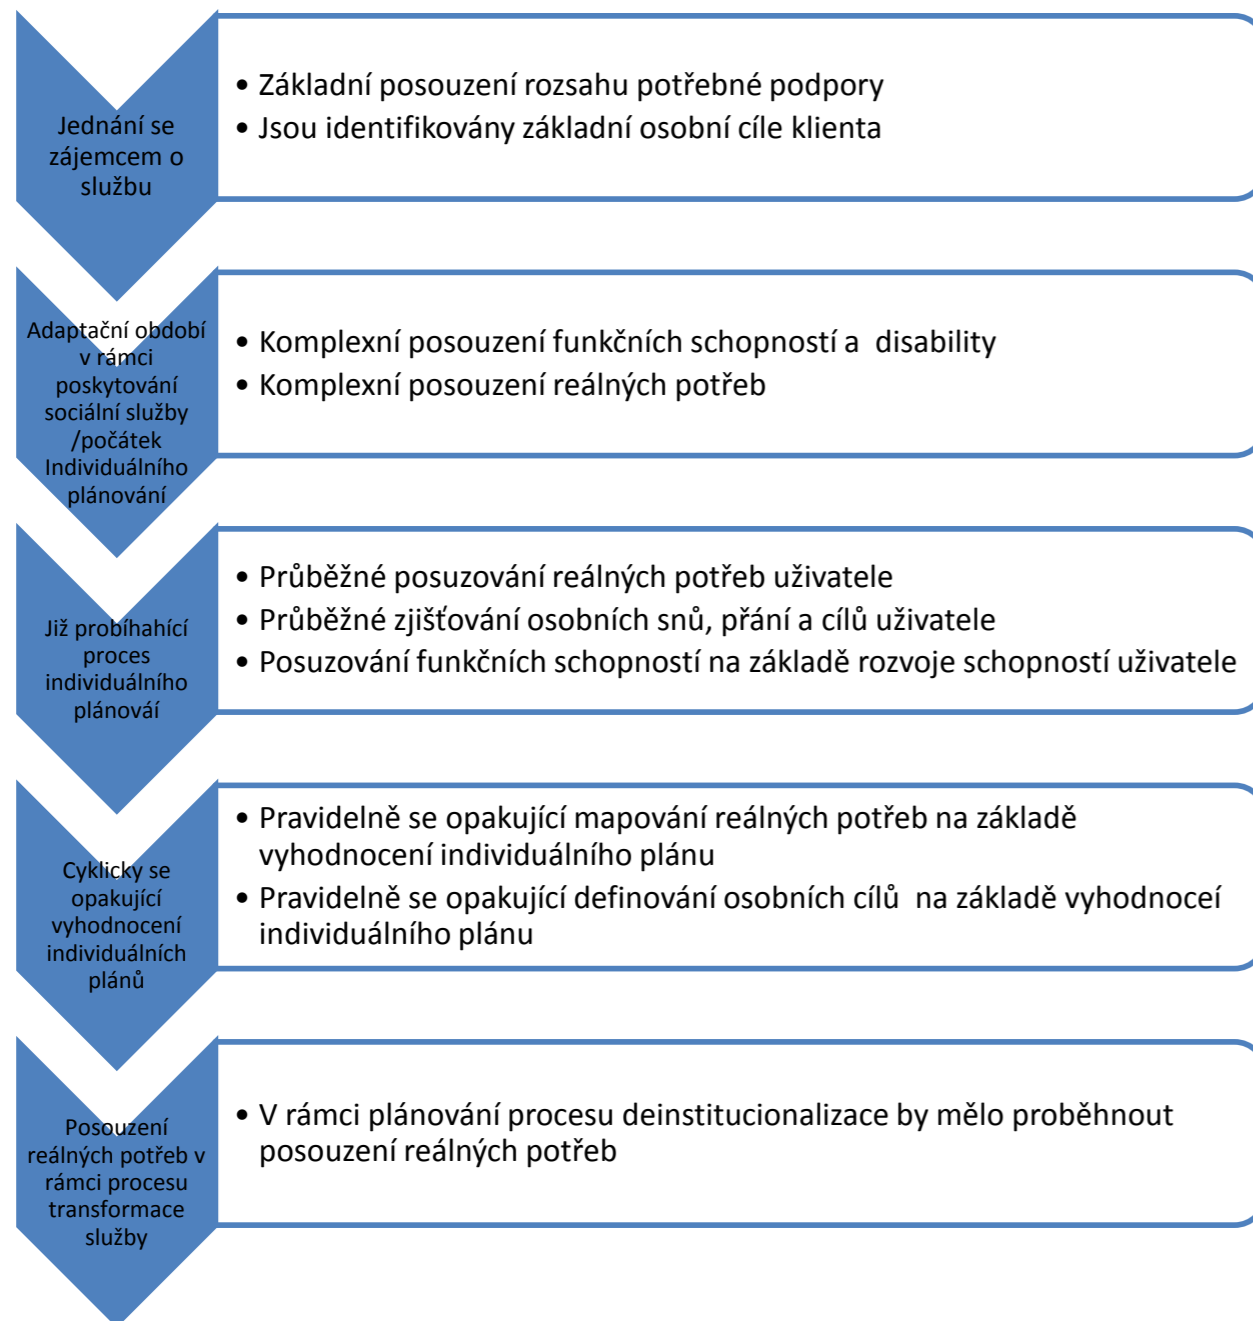 Jednání se
zájemcem o
službu
• Základní posouzení rozsahu potřebné podpory
• Jsou identifikovány základní osobní cíle klienta
Adaptační období
v rámci
poskytování
sociální služby
/počátek
Individuálního
plánování
• Komplexní posouzení funkčních schopností a  disability
• Komplexní posouzení reálných potřeb
Již probíhahící
proces
individuálního
plánováí
• Průběžné posuzování reálných potřeb uživatele
• Průběžné zjišťování osobních snů, přání a cílů uživatele
• Posuzování funkčních schopností na základě rozvoje schopností uživatele
Cyklicky se
opakující
vyhodnocení
individuálních
plánů
• Pravidelně se opakující mapování reálných potřeb na základě
vyhodnocení individuálního plánu
• Pravidelně se opakující definování osobních cílů  na základě vyhodnoceí
individuálního plánu
Posouzení
reálných potřeb v
rámci procesu
transformace
služby
• V rámci plánování procesu deinstitucionalizace by mělo proběhnout
posouzení reálných potřeb